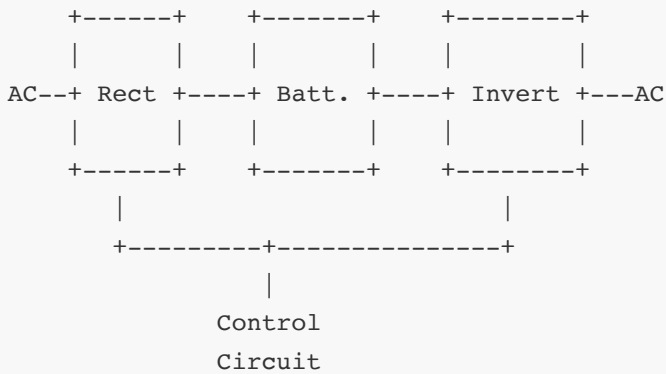 AC--+ Rect +----+ Batt. +----+ Invert +---AC
Control
Circuit